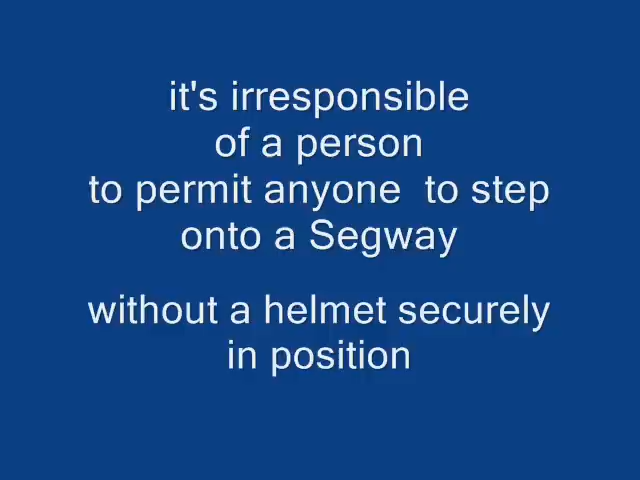 it's irresponsible
of a person
to permit anyone  to step
onto a Segway
without a helmet securely
in position